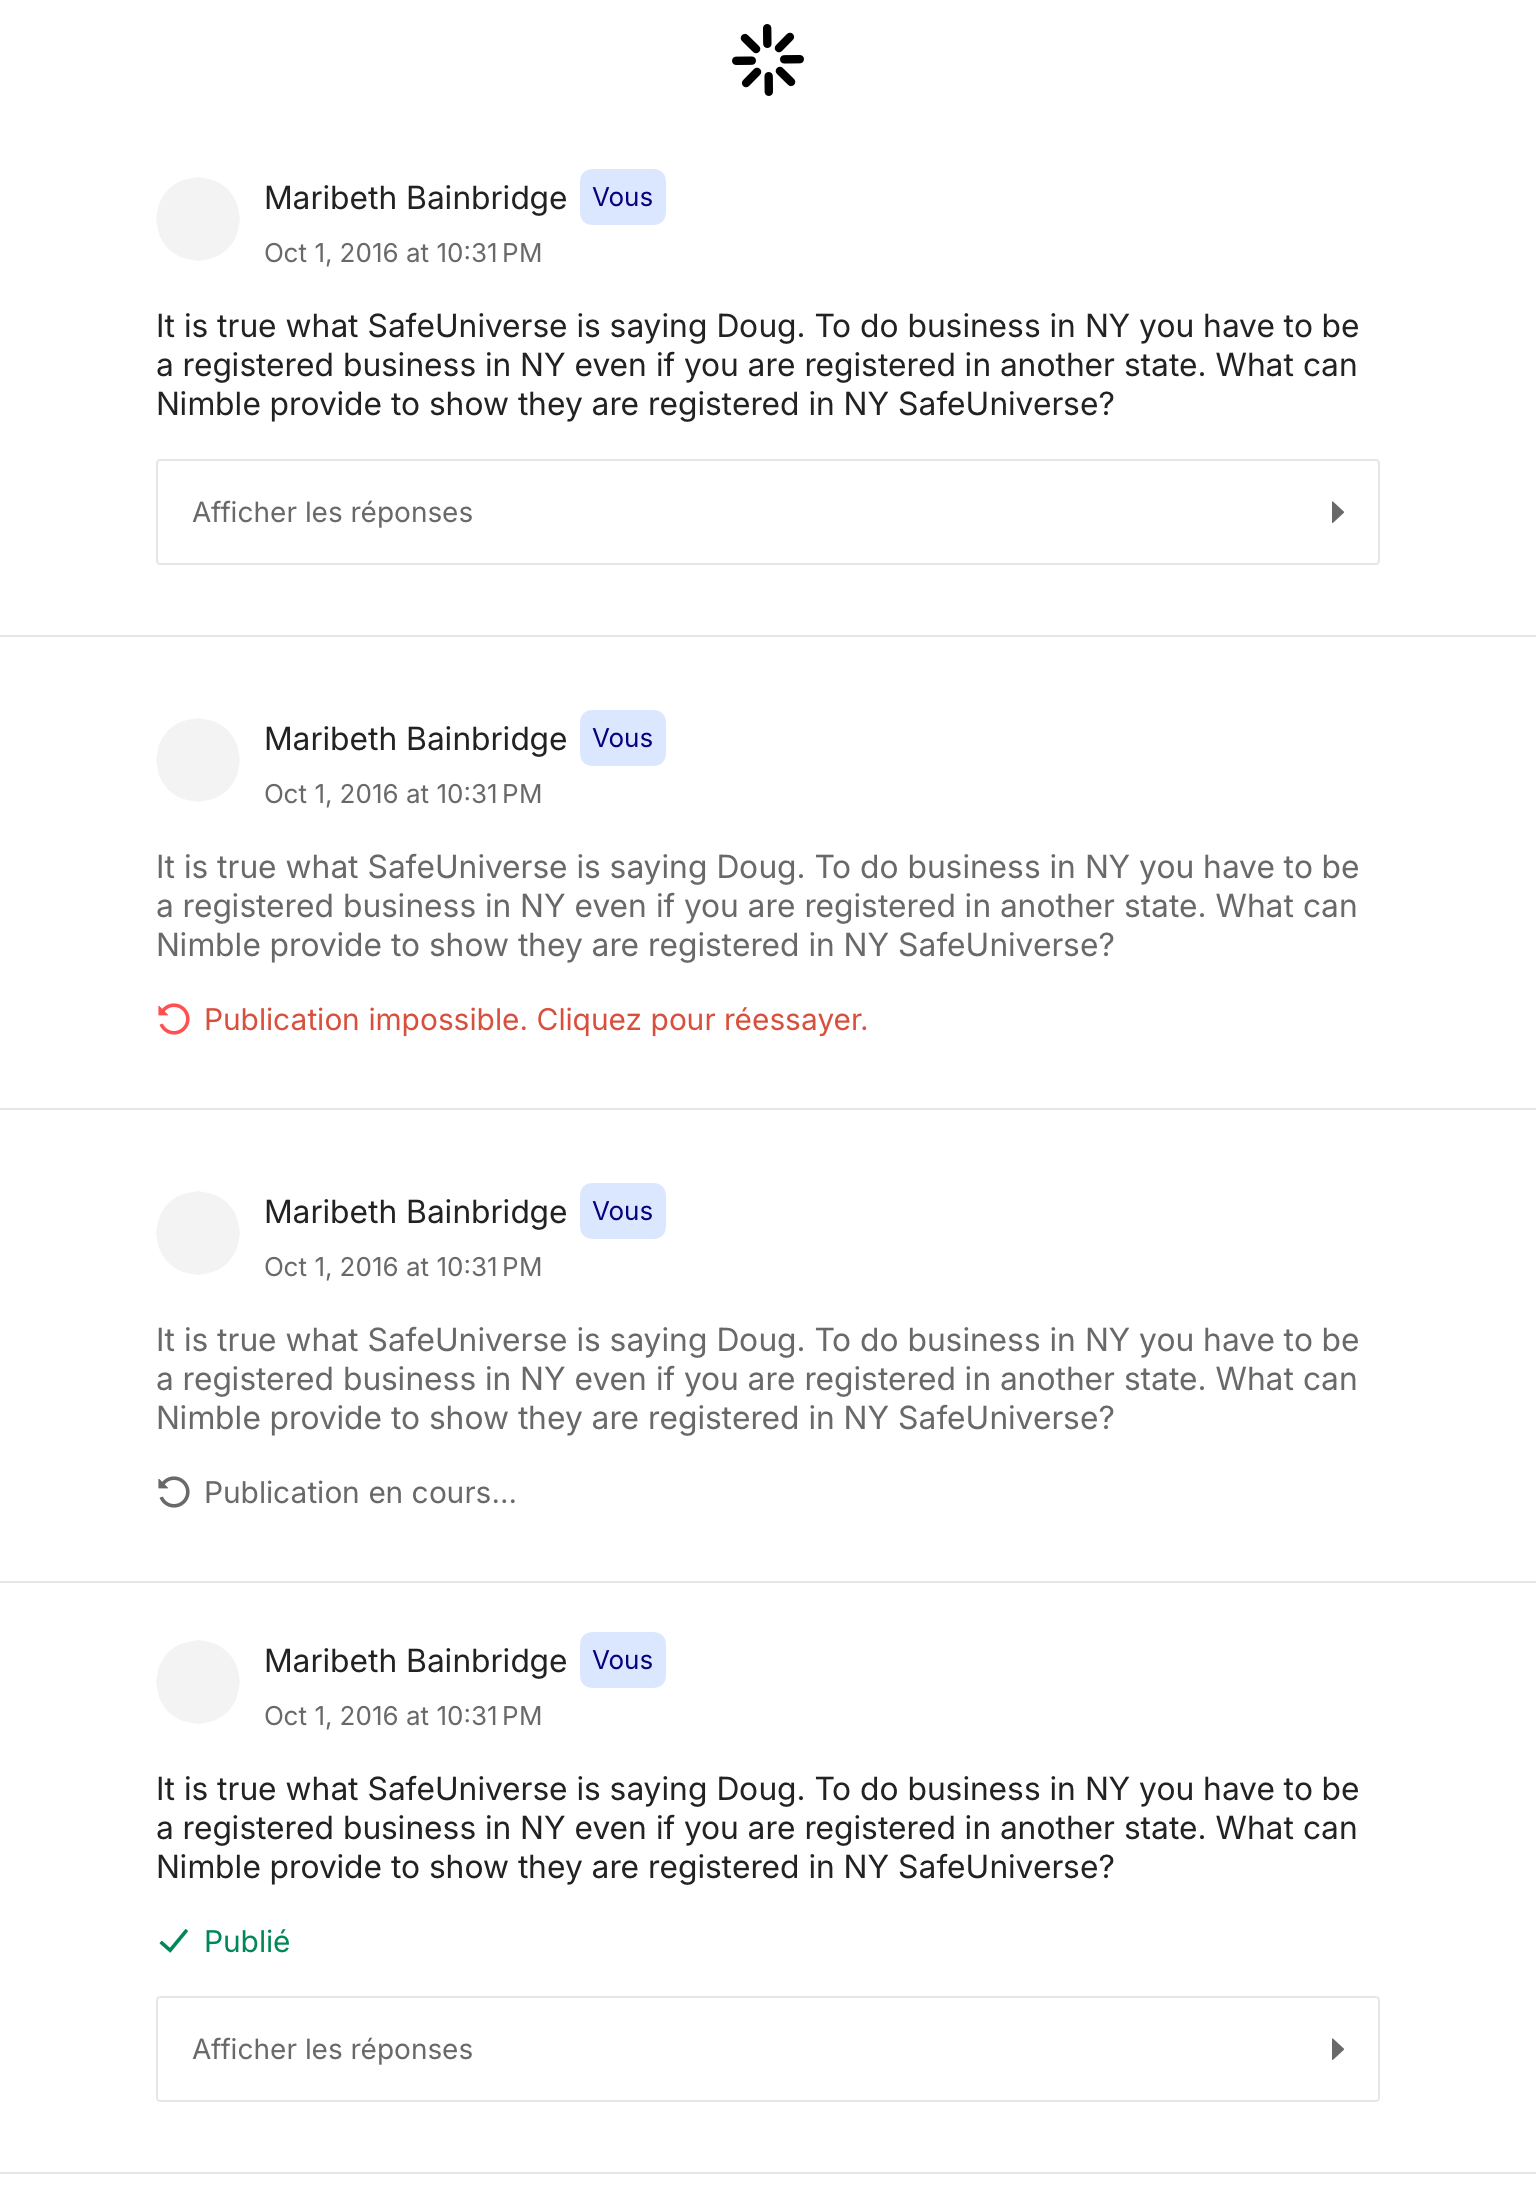 Maribeth Bainbridge Vous
Oct 1, 2016 at 10:31 PM
It is true what SafeUniverse is saying Doug. To do business in NY you have to be
a registered business in NY even if you are registered in another state. What can
Nimble provide to show they are registered in NY SafeUniverse?
Afficher les réponses
Maribeth Bainbridge Vous
Oct 1, 2016 at 10:31 PM
It is true what SafeUniverse is saying Doug. To do business in NY you have to be
a registered business in NY even if you are registered in another state. What can
Nimble provide to show they are registered in NY SafeUniverse?
Publication impossible. Cliquez pour réessayer.
Maribeth Bainbridge Vous
Oct 1, 2016 at 10:31 PM
It is true what SafeUniverse is saying Doug. To do business in NY you have to be
a registered business in NY even if you are registered in another state. What can
Nimble provide to show they are registered in NY SafeUniverse?
Publication en cours...
Maribeth Bainbridge Vous
Oct 1, 2016 at 10:31 PM
It is true what SafeUniverse is saying Doug. To do business in NY you have to be
a registered business in NY even if you are registered in another state. What can
Nimble provide to show they are registered in NY SafeUniverse?
Publié
Afficher les réponses